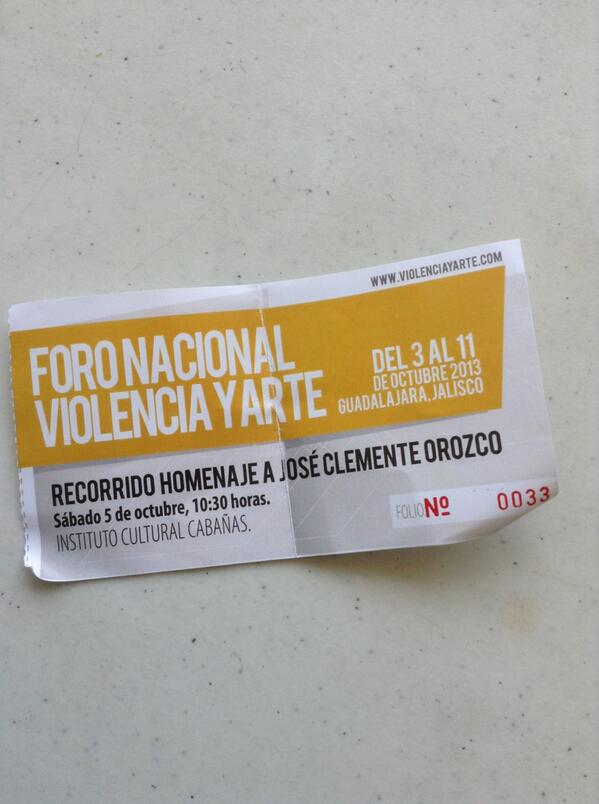 WWW.VIOLENCIAYARTE.COM
FORO NACIONAL
VIOLENCIA Y ARTE
DEL 3 AL 11
DE OCTUBRE 2013
GUADALAJARA, JALISCO
RECORRIDO HOMENAJE A JOSÉ CLEMENTE OROZCO
Sábado 5 de octubre, 10:30 horas.
INSTITUTO CULTURAL CABAÑAS.
FOLIO Nº 0033